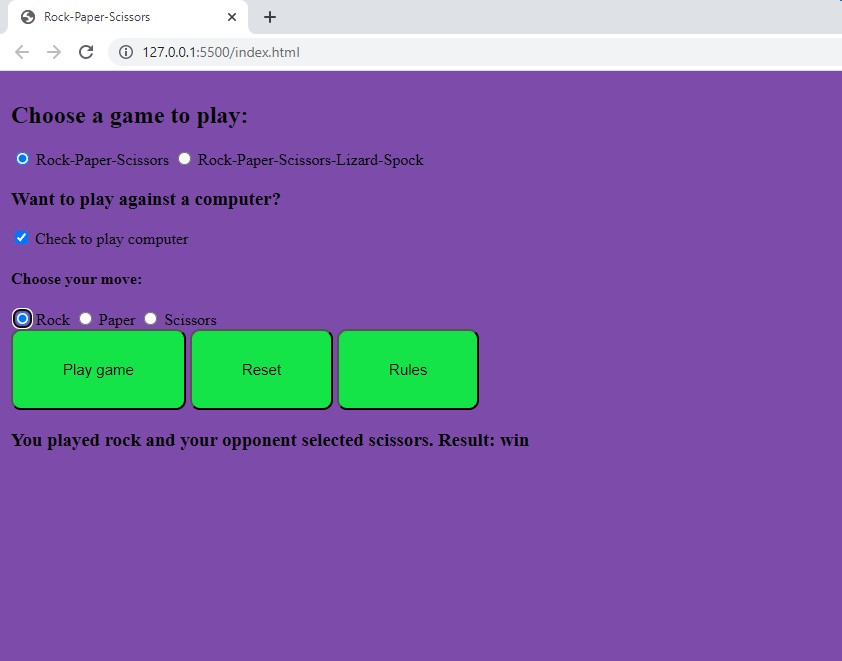 Rock-Paper-Scissors
127.0.0.1:5500/index.html
Choose a game to play:
Rock-Paper-Scissors Rock-Paper-Scissors-Lizard-Spock
Want to play against a computer?
Check to play computer
Choose your move:
Rock Paper Scissors
Play game Reset Rules
You played rock and your opponent selected scissors. Result: win